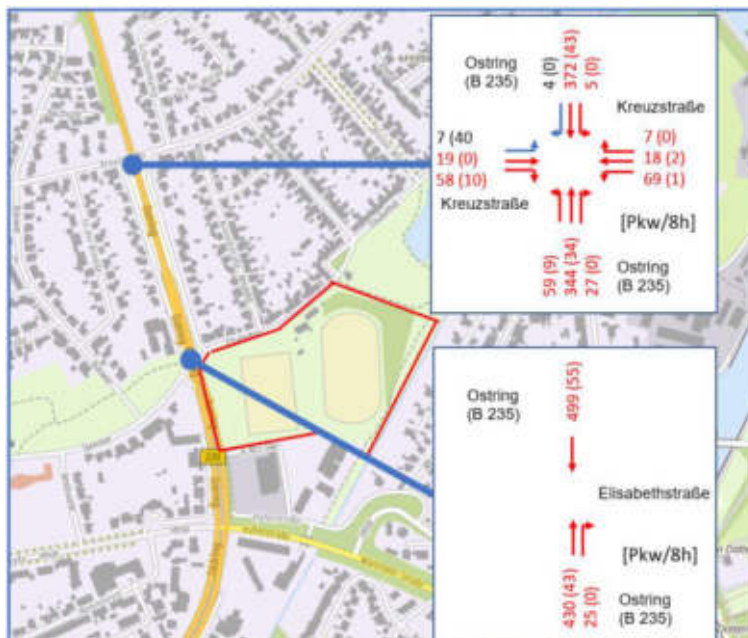 Ostring
(B 235)
4 (0)
372 (43)
5 (0)
Kreuzstraße
7 (40
19 (0)
58 (10)
7 (0)
18 (2)
69 (1)
Kreuzstraße
[Pkw/8h]
59 (9)
344 (34)
27 (0)
Ostring
(B 235)
Ostring
(B 235)
499 (55)
Elisabethstraße
[Pkw/8h]
430 (43)
25 (0)
Ostring
(B 235)